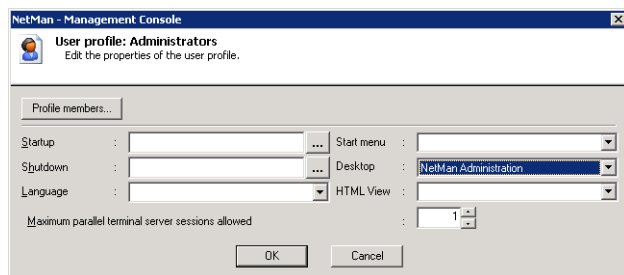 NetMan - Management Console
User profile: Administrators
Edit the properties of the user profile.
Profile members...
Startup : ... Start menu :
Shutdown : ... Desktop : NetMan Administration
Language : HTML View :
Maximum parallel terminal server sessions allowed : 1
OK Cancel